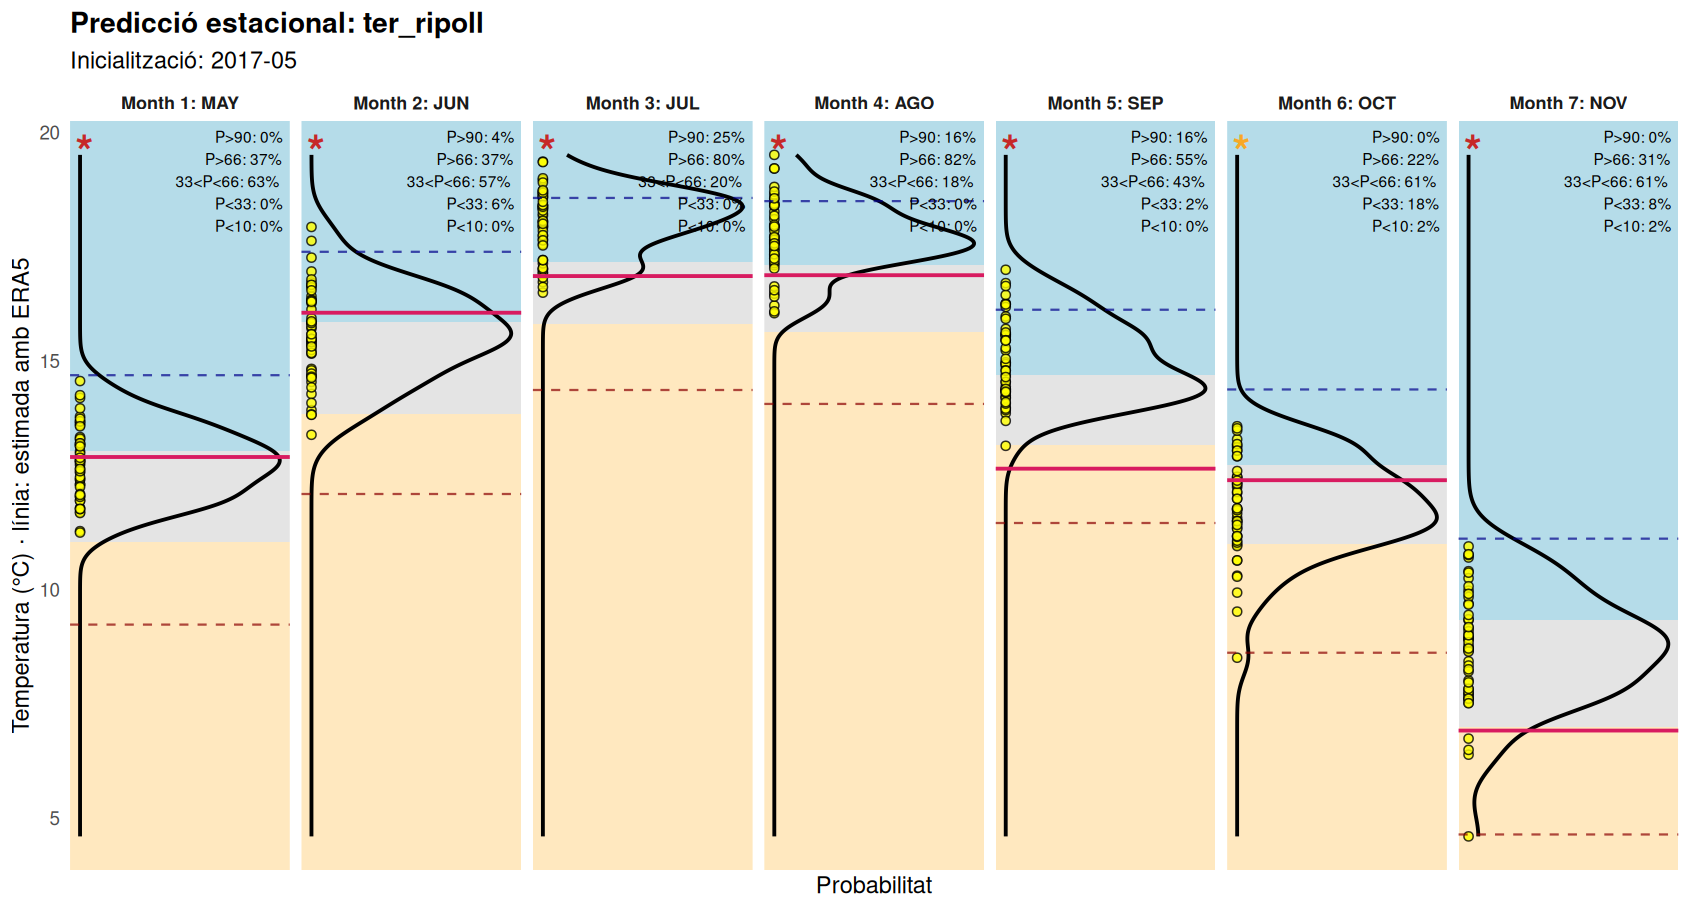 Predicció estacional: ter_ripoll
Inicialització: 2017-05
Month 1: MAY
Month 2: JUN
Month 3: JUL
Month 4: AGO
Month 5: SEP
Month 6: OCT
Month 7: NOV
P>90: 0%
P>66: 37%
33<P<66: 63%
P<33: 0%
P<10: 0%
P>90: 4%
P>66: 37%
33<P<66: 57%
P<33: 6%
P<10: 0%
P>90: 25%
P>66: 80%
33<P<66: 20%
P<33: 0%
P<10: 0%
P>90: 16%
P>66: 82%
33<P<66: 18%
P<33: 0%
P<10: 0%
P>90: 16%
P>66: 55%
33<P<66: 43%
P<33: 2%
P<10: 0%
P>90: 0%
P>66: 22%
33<P<66: 61%
P<33: 18%
P<10: 2%
P>90: 0%
P>66: 31%
33<P<66: 61%
P<33: 8%
P<10: 2%
20
15
10
5
Temperatura (°C) · línia: estimada amb ERA5
Probabilitat